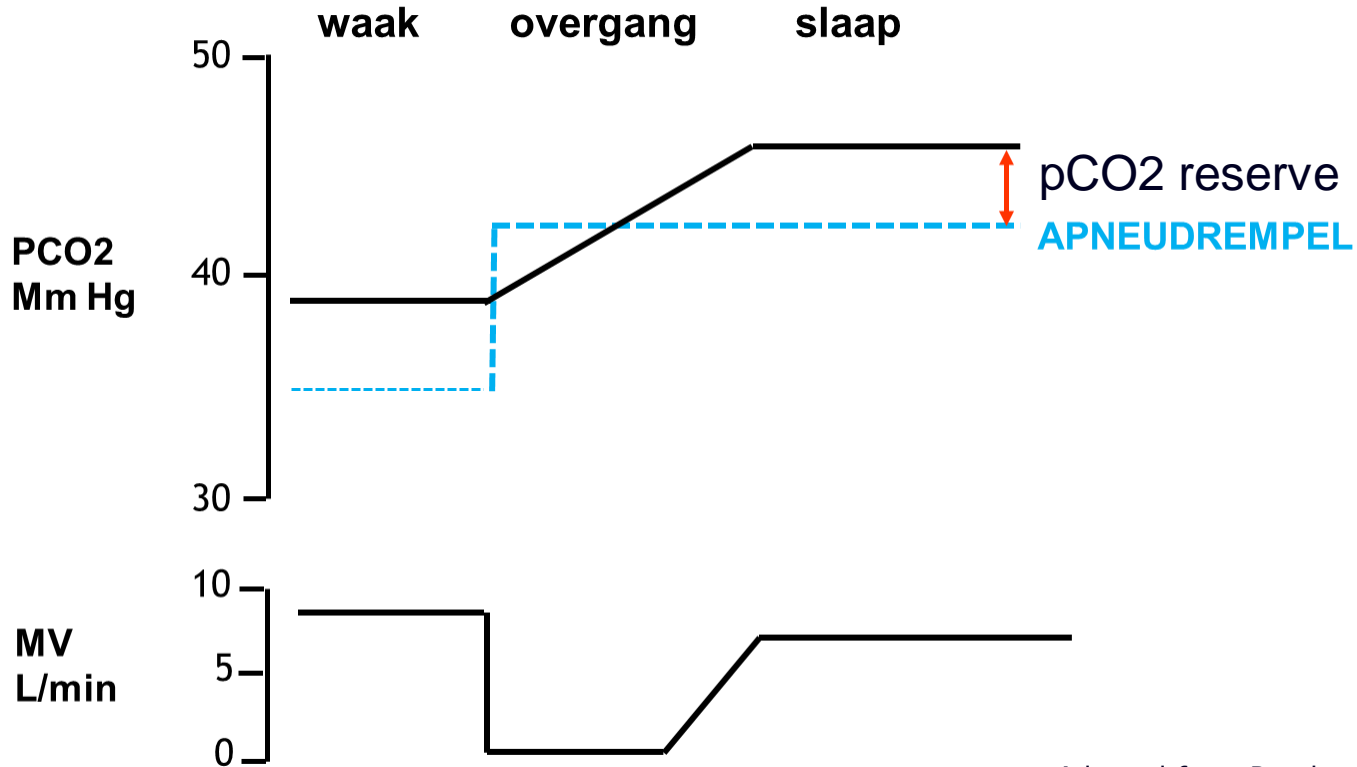 waak overgang slaap
50
pCO2 reserve
APNEUDREMPEL
PCO2
Mm Hg
40
30
10
MV
L/min
5
0